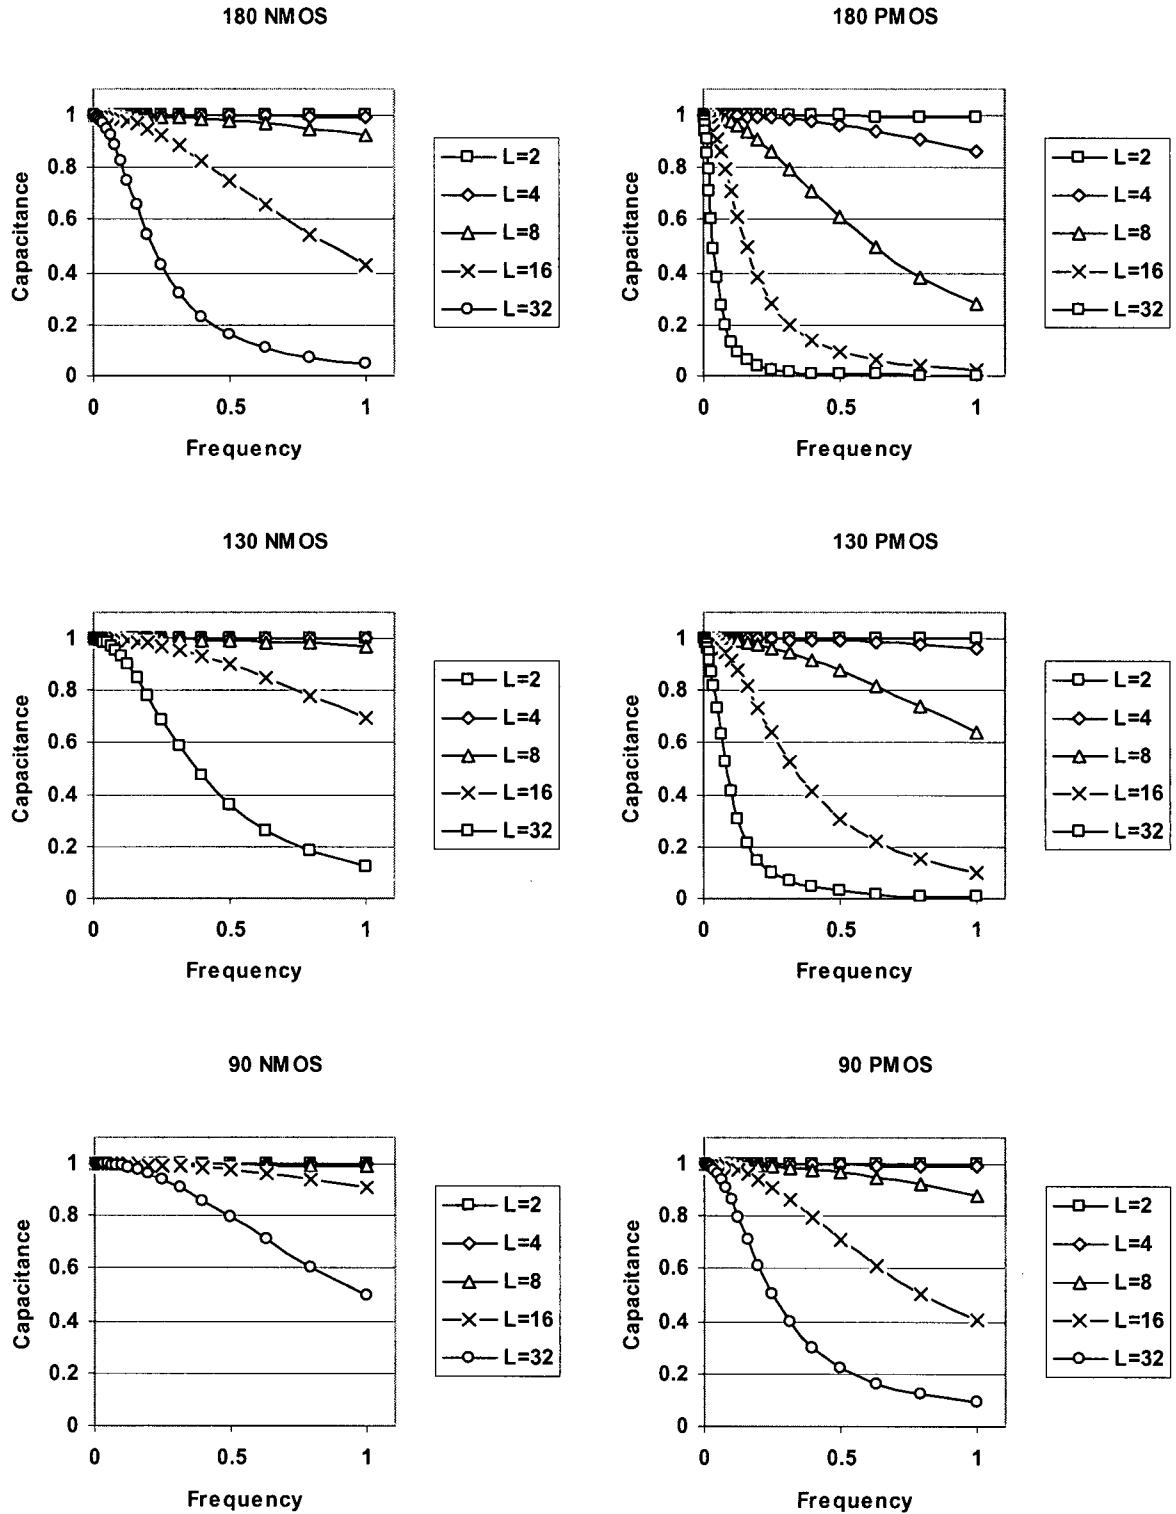 180 NMOS
Capacitance
1
0.8
0.6
0.4
0.2
0
0 0.5 1
Frequency
L=2
L=4
L=8
L=16
L=32
180 PMOS
Capacitance
1
0.8
0.6
0.4
0.2
0
0 0.5 1
Frequency
L=2
L=4
L=8
L=16
L=32
130 NMOS
Capacitance
1
0.8
0.6
0.4
0.2
0
0 0.5 1
Frequency
L=2
L=4
L=8
L=16
L=32
130 PMOS
Capacitance
1
0.8
0.6
0.4
0.2
0
0 0.5 1
Frequency
L=2
L=4
L=8
L=16
L=32
90 NMOS
Capacitance
1
0.8
0.6
0.4
0.2
0
0 0.5 1
Frequency
L=2
L=4
L=8
L=16
L=32
90 PMOS
Capacitance
1
0.8
0.6
0.4
0.2
0
0 0.5 1
Frequency
L=2
L=4
L=8
L=16
L=32